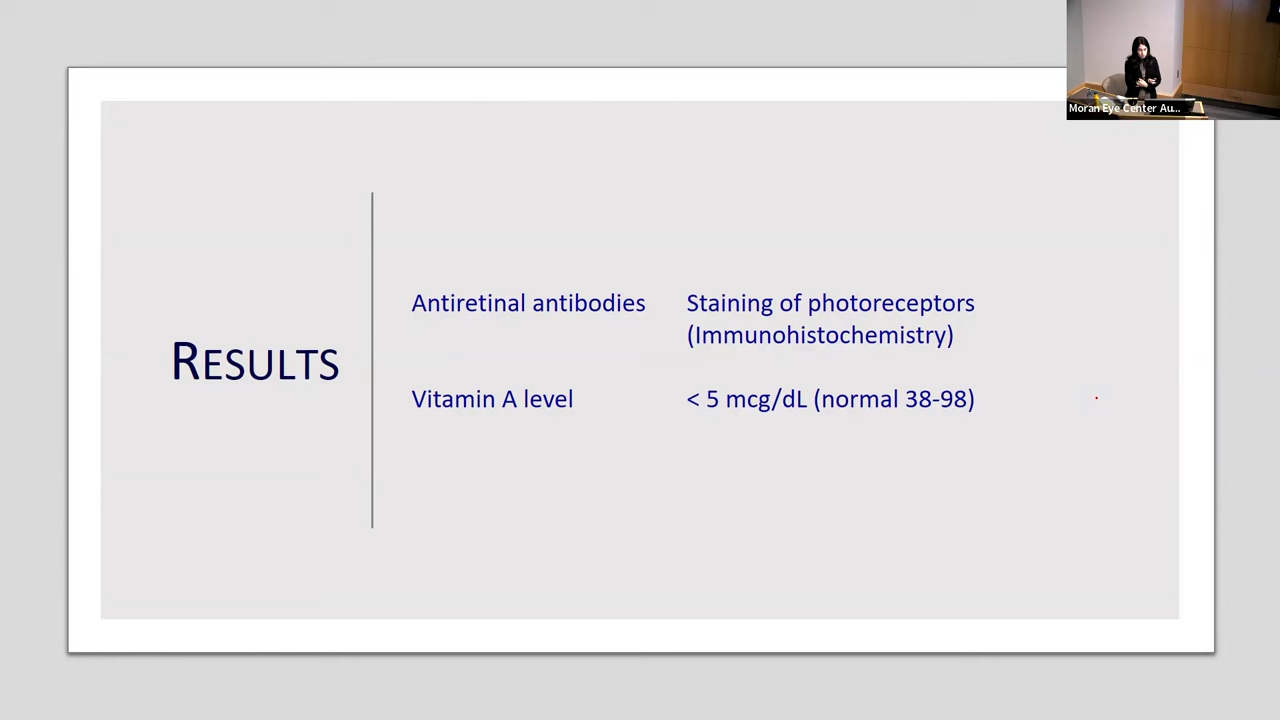 Moran Eye Center Au...
RESULTS
Antiretinal antibodies
Staining of photoreceptors
(Immunohistochemistry)
Vitamin A level
< 5 mcg/dL (normal 38-98)